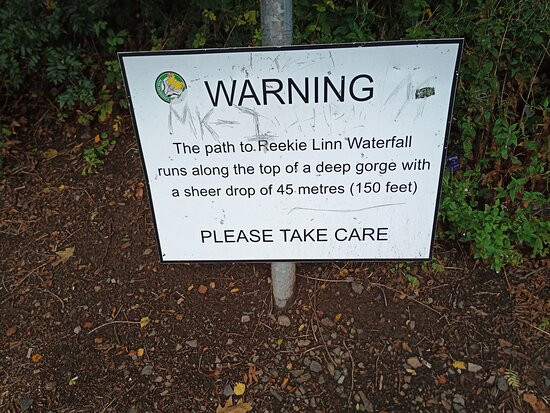 WARNING
The path to Reekie Linn Waterfall
runs along the top of a deep gorge with
a sheer drop of 45 metres (150 feet)
PLEASE TAKE CARE